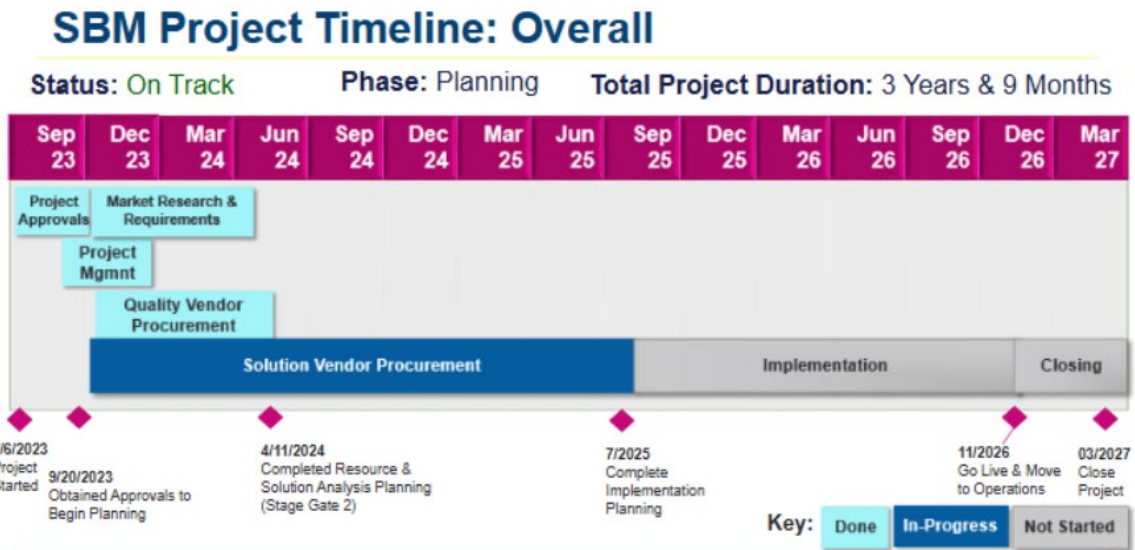 SBM Project Timeline: Overall
Status: On Track
Phase: Planning
Total Project Duration: 3 Years & 9 Months
Sep 23
Dec 23
Mar 24
Jun 24
Sep 24
Dec 24
Mar 25
Jun 25
Sep 25
Dec 25
Mar 26
Jun 26
Sep 26
Dec 26
Mar 27
Project
Approvals
Market Research &
Requirements
Project
Mgmnt
Quality Vendor
Procurement
Solution Vendor Procurement
Implementation
Closing
/6/2023
Project
Started
9/20/2023
Obtained Approvals to
Begin Planning
4/11/2024
Completed Resource &
Solution Analysis Planning
(Stage Gate 2)
7/2025
Complete
Implementation
Planning
11/2026
Go Live & Move
to Operations
03/2027
Close
Project
Key:
Done
In-Progress
Not Started